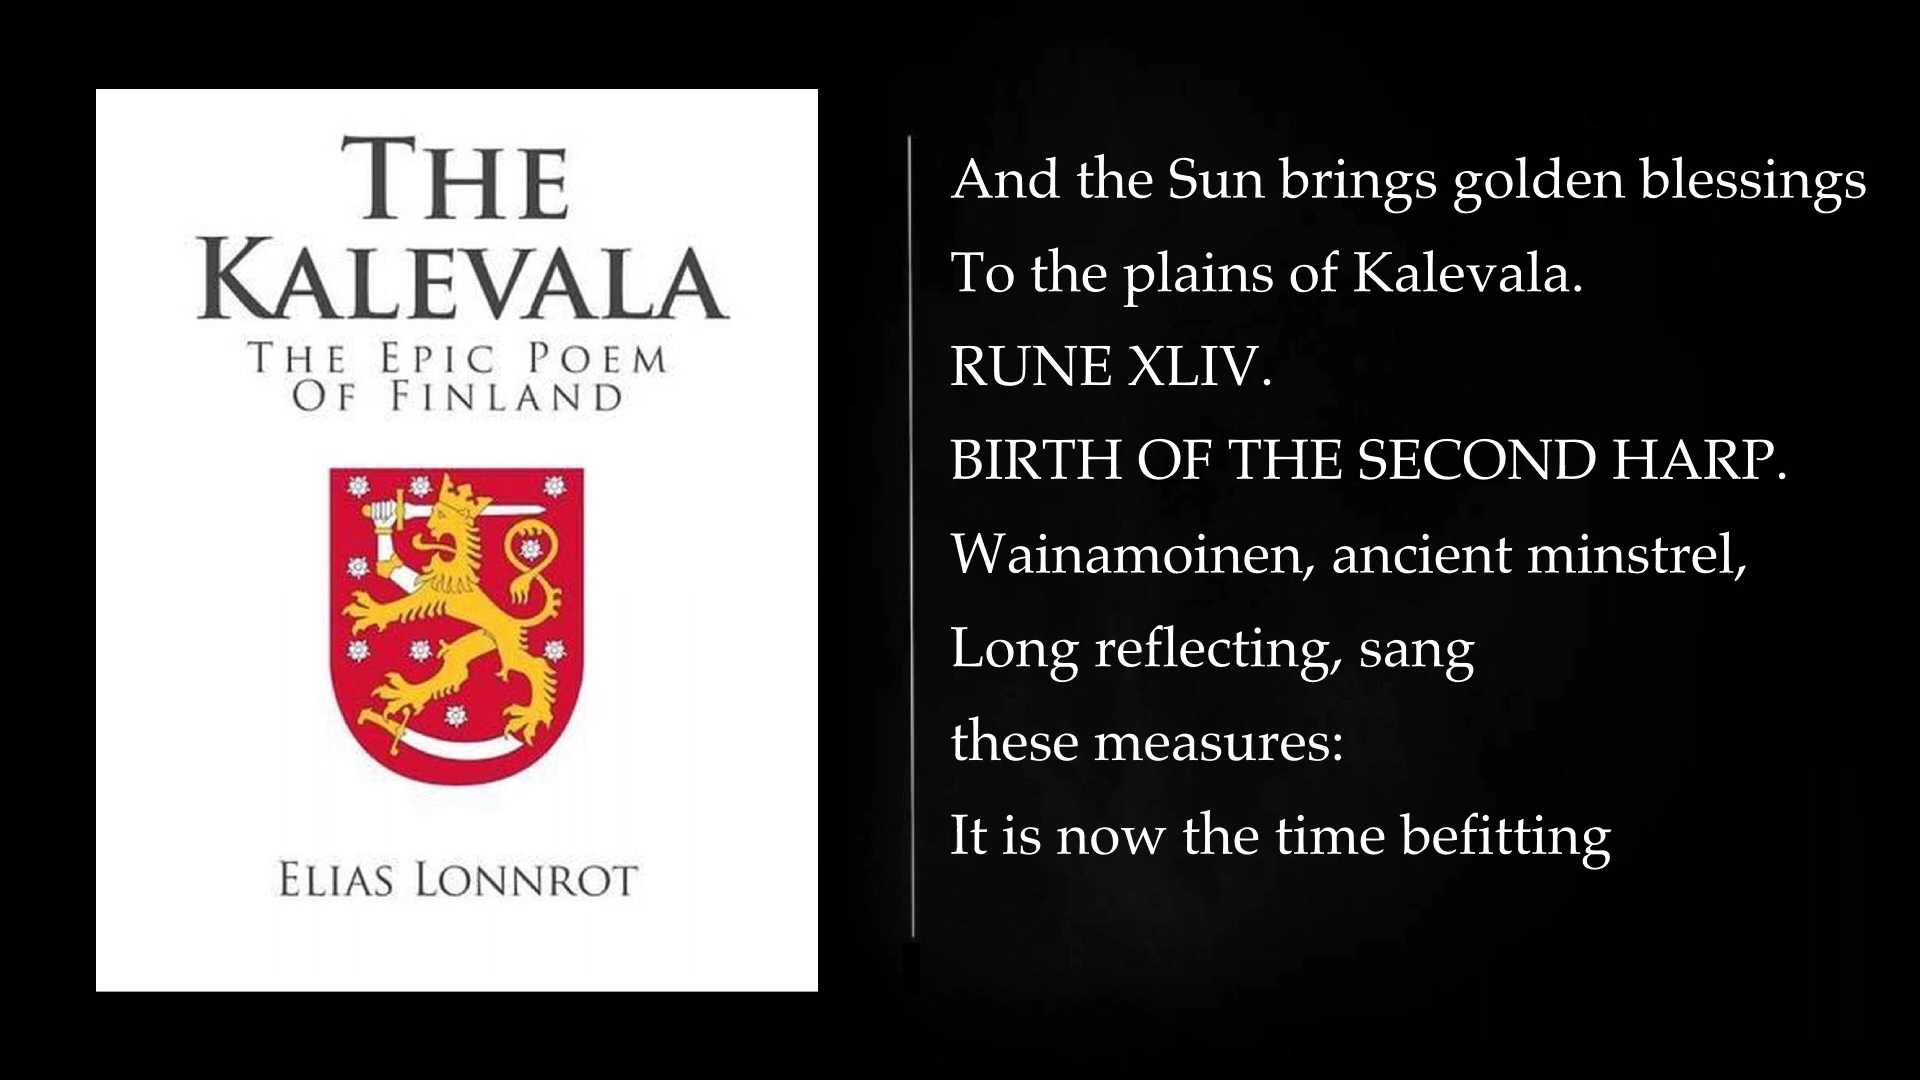 THE
KALEVALA
THE EPIC POEM
OF FINLAND
ELIAS LONNROT
And the Sun brings golden blessings
To the plains of Kalevala.
RUNE XLIV.
BIRTH OF THE SECOND HARP.
Wainamoinen, ancient minstrel,
Long reflecting, sang
these measures:
It is now the time befitting